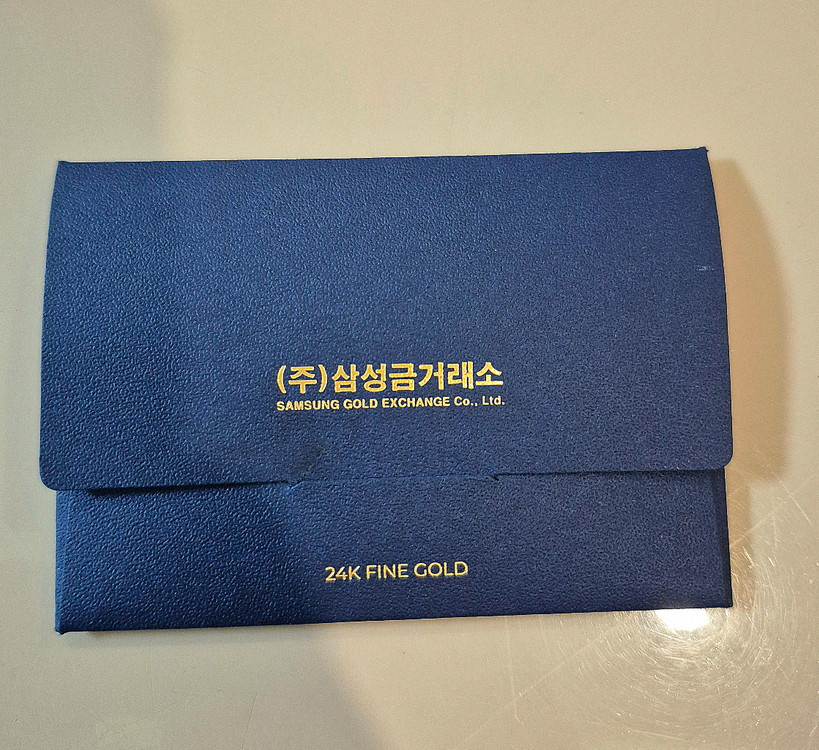 (주)삼성금거래소
SAMSUNG GOLD EXCHANGE Co., Ltd.
24K FINE GOLD